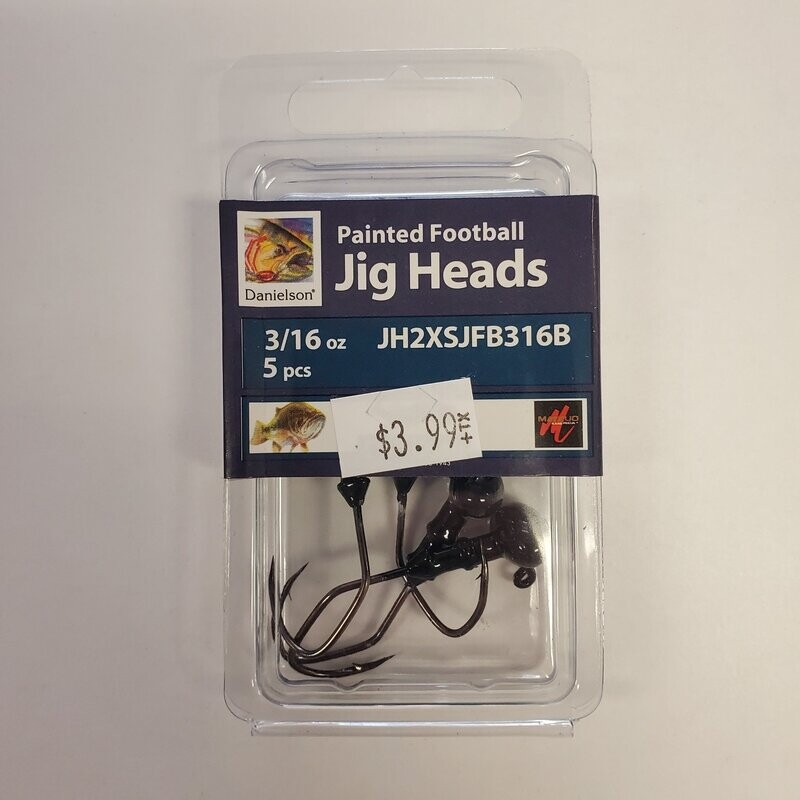 Painted Football
Jig Heads
Danielson®
3/16 oz JH2XSJFB316B
5 pcs
$3.99